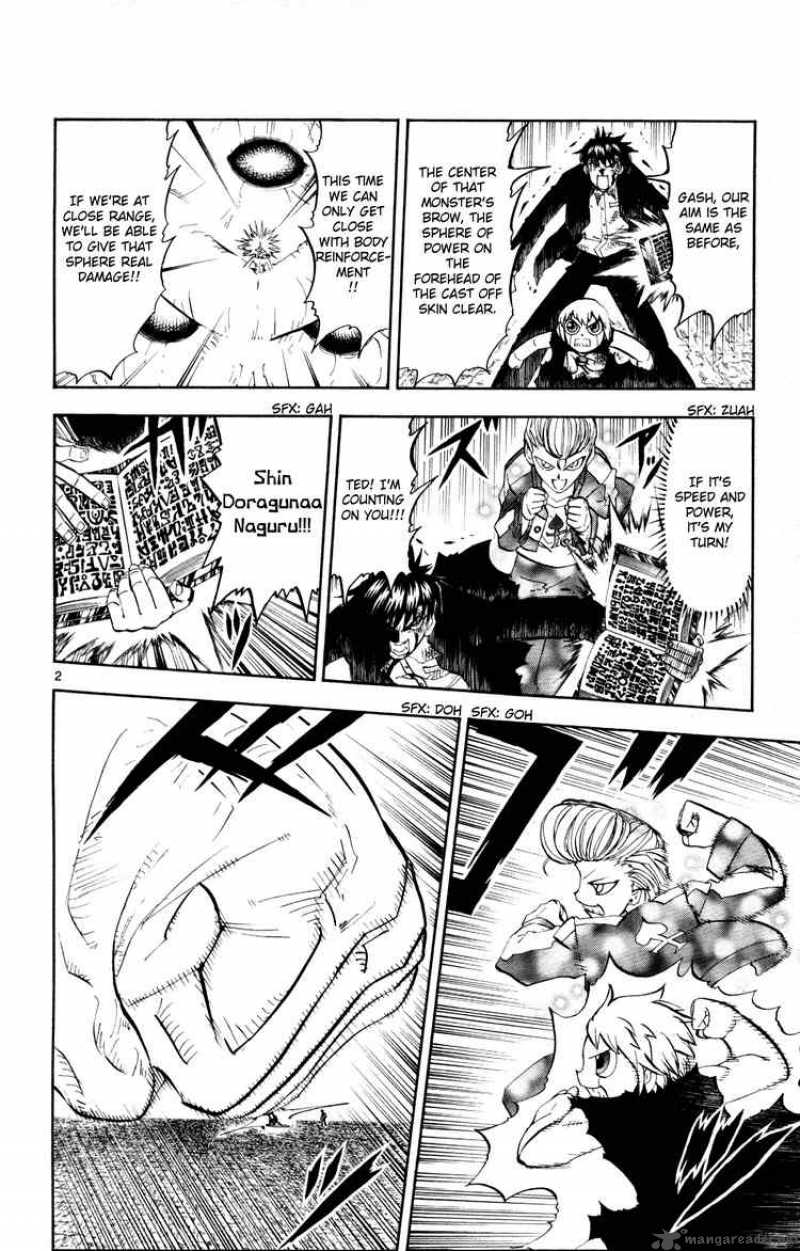 GASH, OUR
AIM IS THE
SAME AS
BEFORE,
THE CENTER
OF THAT
MONSTER'S
BROW, THE
SPHERE OF
POWER ON
THE
FOREHEAD OF
THE CAST OFF
SKIN CLEAR.
THIS TIME
WE CAN
ONLY GET
CLOSE
WITH BODY
REINFORCE-
MENT
!!
IF WE'RE AT
CLOSE RANGE,
WE'LL BE ABLE
TO GIVE THAT
SPHERE REAL
DAMAGE!!
SFX: ZUAH
IF IT'S
SPEED AND
POWER,
IT'S MY
TURN!
TED! I'M
COUNTING
ON YOU!!!
SFX: GAH
Shin
Doragunaa
Naguru!!!
2
SFX: GOH
SFX: DOH
mangareader